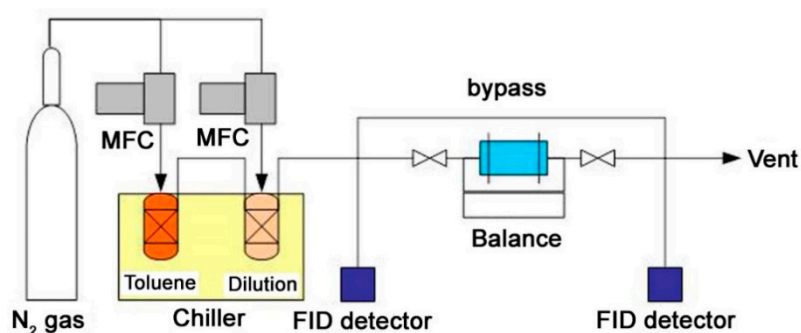 bypass
MFC
MFC
Vent
Balance
Toluene
Dilution
N₂ gas
Chiller
FID detector
FID detector